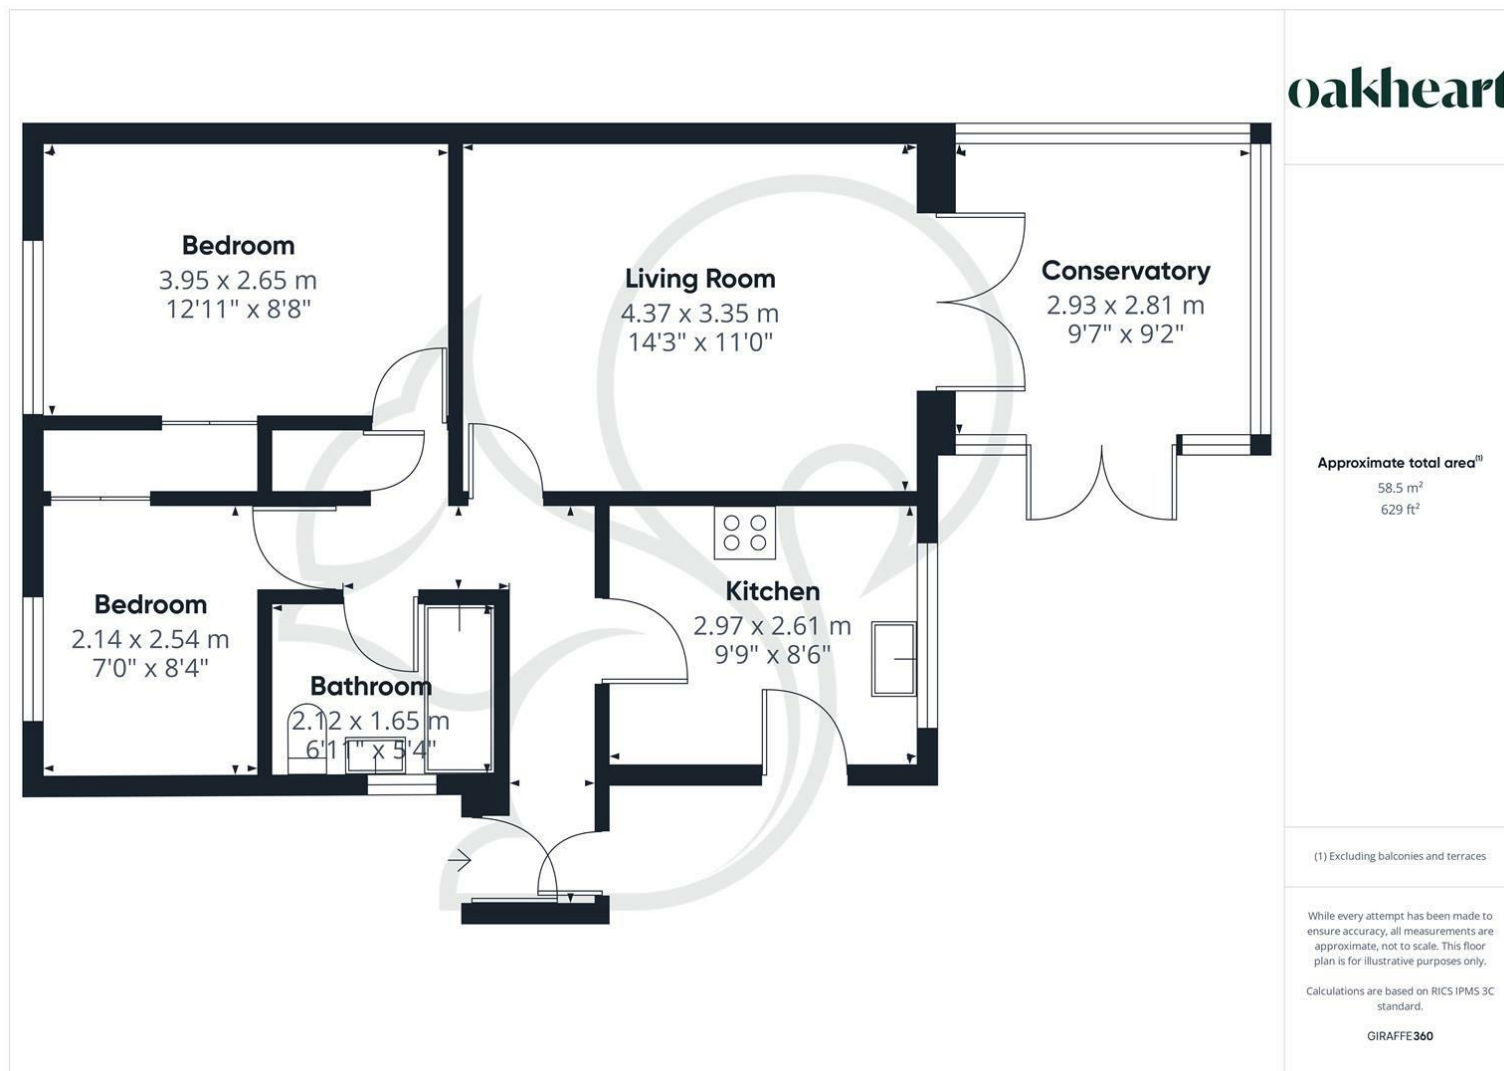 oakheart
Bedroom
3.95 x 2.65 m
12'11" x 8'8"
Living Room
4.37 x 3.35 m
14'3" x 11'0"
Conservatory
2.93 x 2.81 m
9'7" x 9'2"
Bedroom
2.14 x 2.54 m
7'0" x 8'4"
Bathroom
2.12 x 1.65 m
6'11" x 5'4"
Kitchen
2.97 x 2.61 m
9'9" x 8'6"
Approximate total area(1)
58.5 m²
629 ft²
(1) Excluding balconies and terraces
While every attempt has been made to
ensure accuracy, all measurements are
approximate, not to scale. This floor
plan is for illustrative purposes only.
Calculations are based on RICS IPMS 3C
standard.
GIRAFFE360